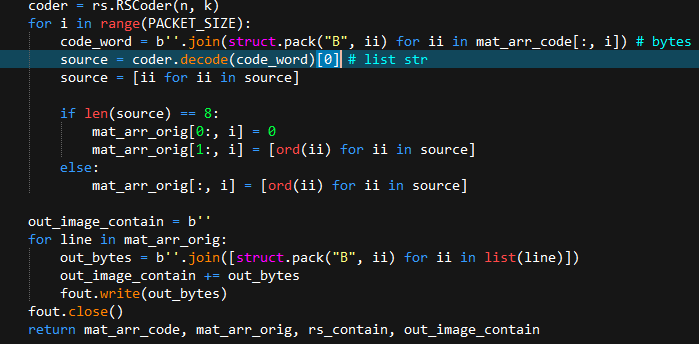 coder = rs.RSCoder(n, k)
for i in range(PACKET_SIZE):
    code_word = b''.join(struct.pack("B", ii) for ii in mat_arr_code[:, i]) # bytes
    source = coder.decode(code_word)[0] # list str
    source = [ii for ii in source]

    if len(source) == 8:
        mat_arr_orig[0:, i] = 0
        mat_arr_orig[1:, i] = [ord(ii) for ii in source]
    else:
        mat_arr_orig[:, i] = [ord(ii) for ii in source]

out_image_contain = b''
for line in mat_arr_orig:
    out_bytes = b''.join([struct.pack("B", ii) for ii in list(line)])
    out_image_contain += out_bytes
    fout.write(out_bytes)
fout.close()
return mat_arr_code, mat_arr_orig, rs_contain, out_image_contain